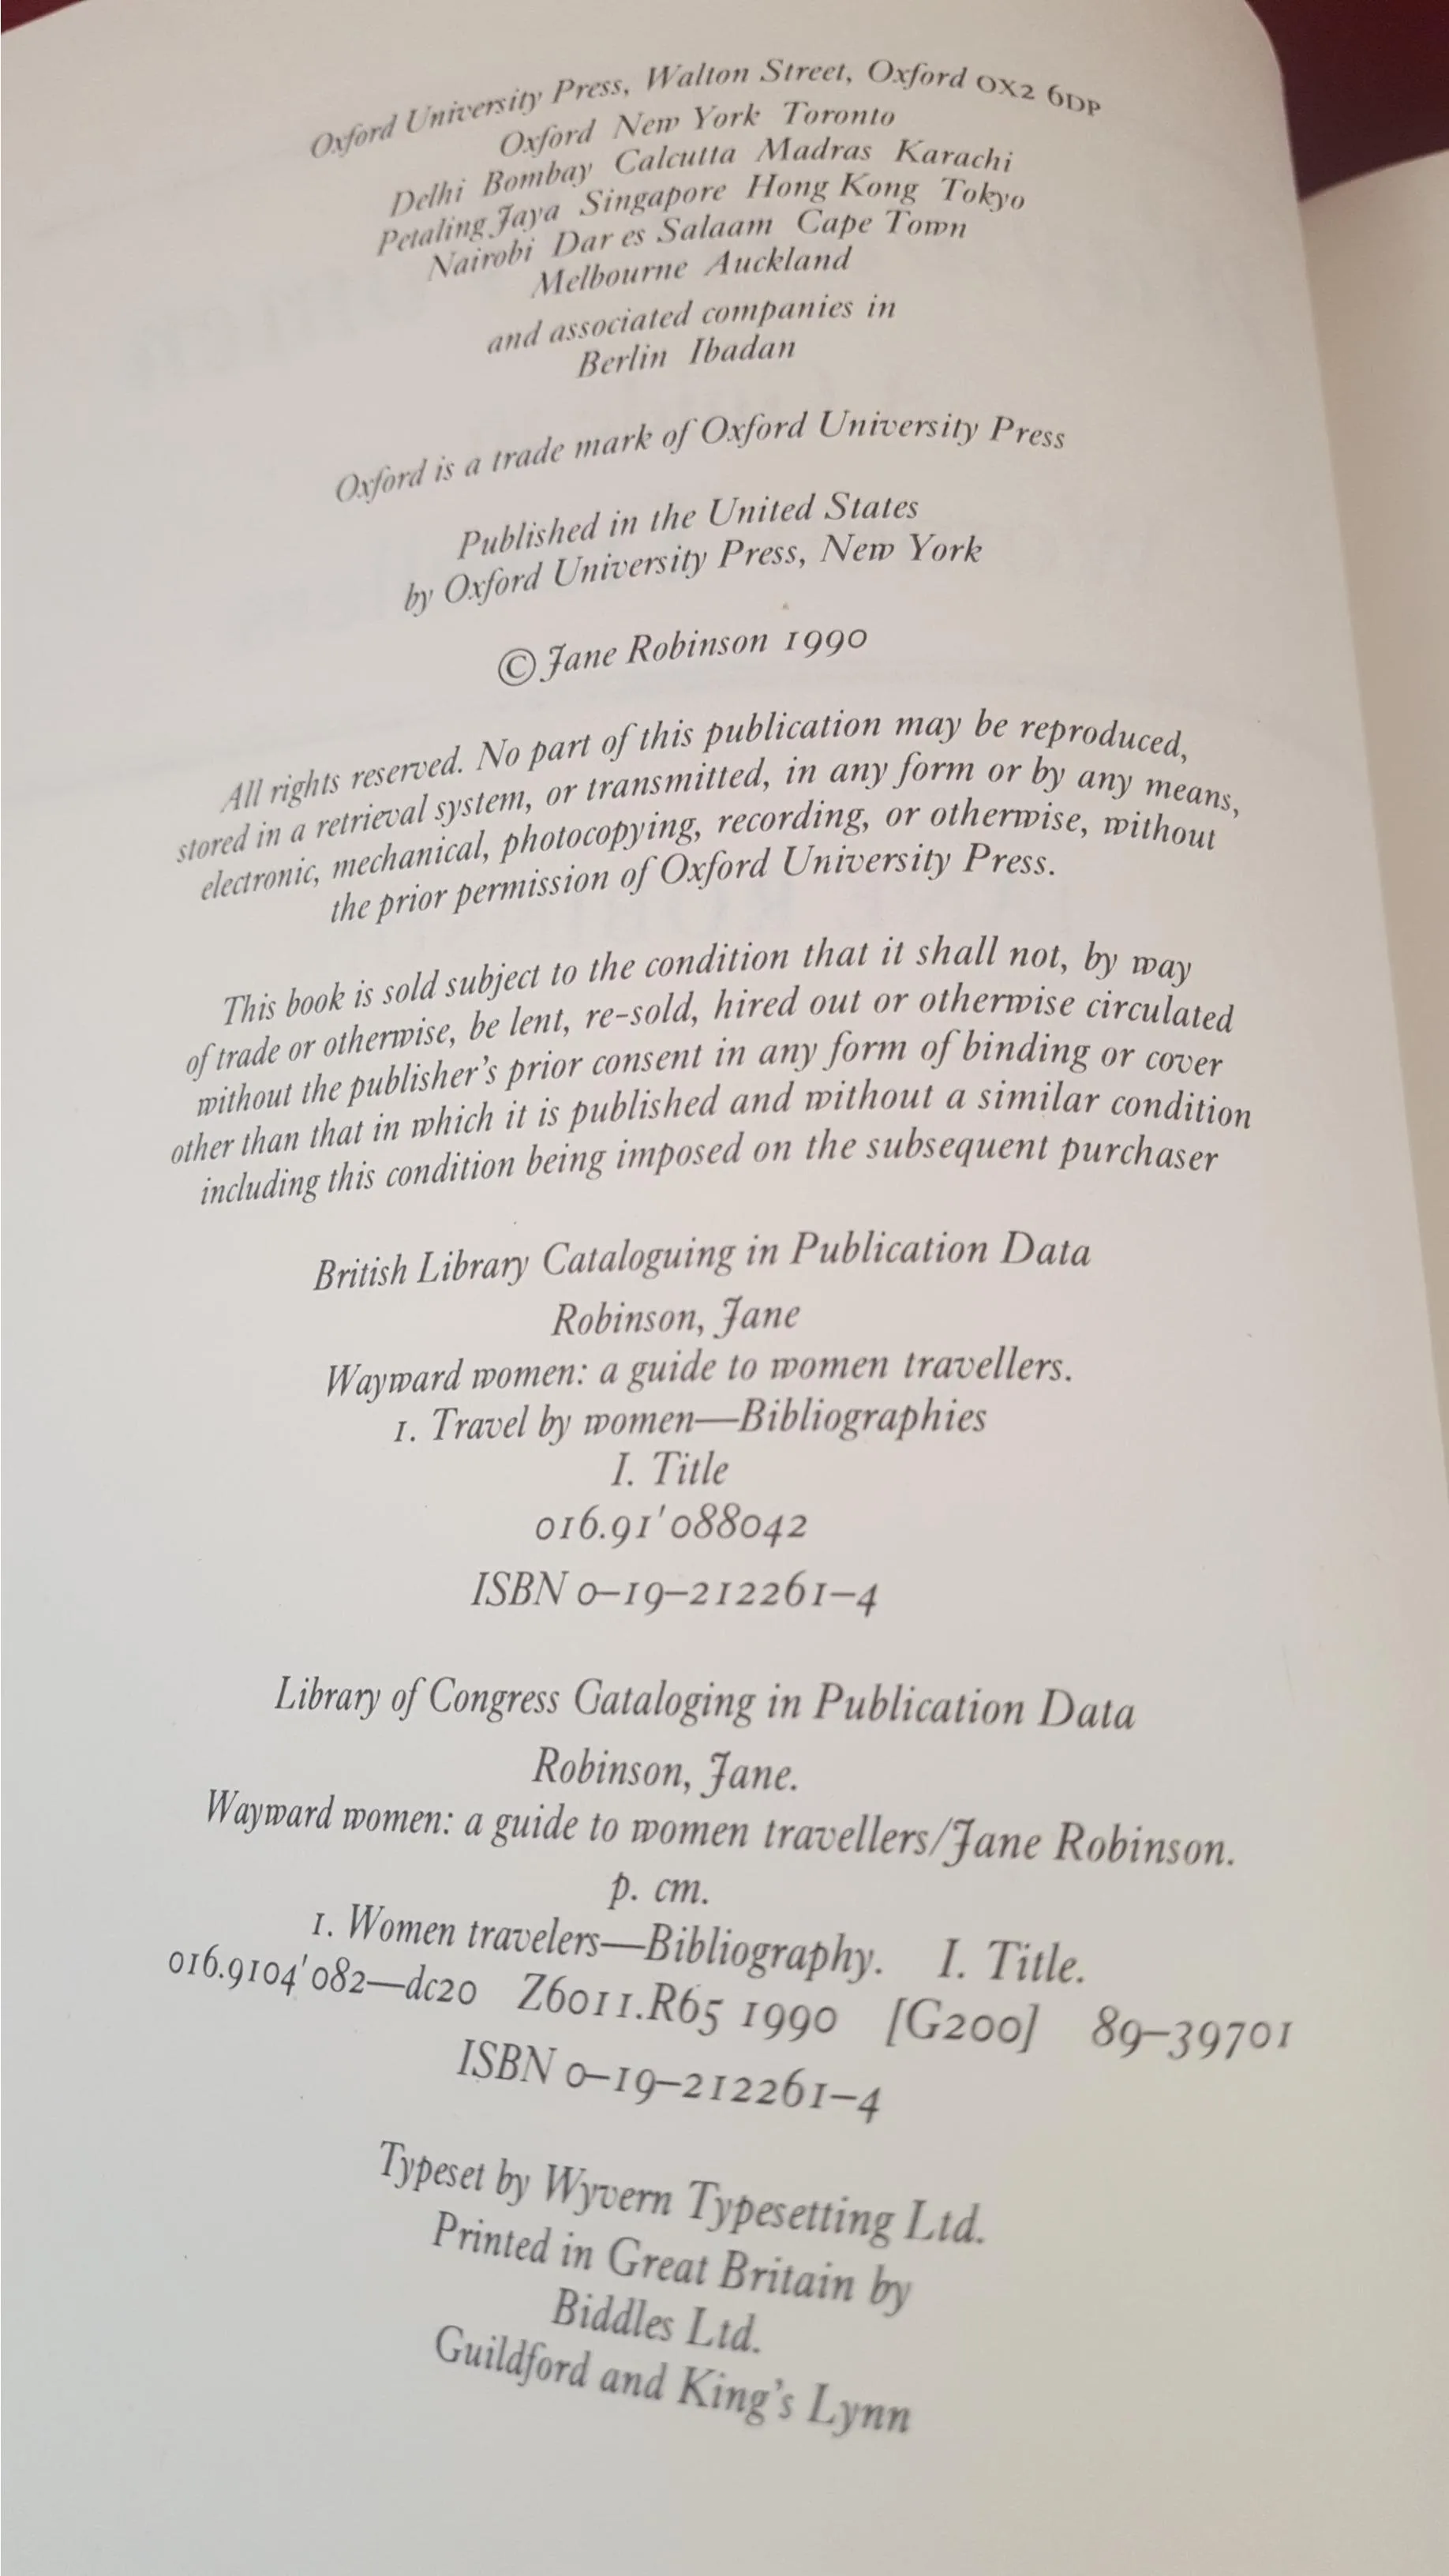 Oxford University Press, Walton Street, Oxford OX2 6DP
Oxford New York Toronto
Delhi Bombay Calcutta Madras Karachi
Petaling Jaya Singapore Hong Kong Tokyo
Nairobi Dar es Salaam Cape Town
Melbourne Auckland
and associated companies in
Berlin Ibadan
Oxford is a trade mark of Oxford University Press
Published in the United States
by Oxford University Press, New York
© Jane Robinson 1990
All rights reserved. No part of this publication may be reproduced,
stored in a retrieval system, or transmitted, in any form or by any means,
electronic, mechanical, photocopying, recording, or otherwise, without
the prior permission of Oxford University Press.
This book is sold subject to the condition that it shall not, by way
of trade or otherwise, be lent, re-sold, hired out or otherwise circulated
without the publisher's prior consent in any form of binding or cover
other than that in which it is published and without a similar condition
including this condition being imposed on the subsequent purchaser
British Library Cataloguing in Publication Data
Robinson, Jane
Wayward women: a guide to women travellers.
1. Travel by women—Bibliographies
I. Title
016.91'088042
ISBN 0–19–212261–4
Library of Congress Cataloging in Publication Data
Robinson, Jane.
Wayward women: a guide to women travellers/Jane Robinson.
p. cm.
1. Women travelers—Bibliography. I. Title.
016.9104'082—dc20 Z6011.R65 1990 [G200] 89–39701
ISBN 0–19–212261–4
Typeset by Wyvern Typesetting Ltd.
Printed in Great Britain by
Biddles Ltd.
Guildford and King's Lynn